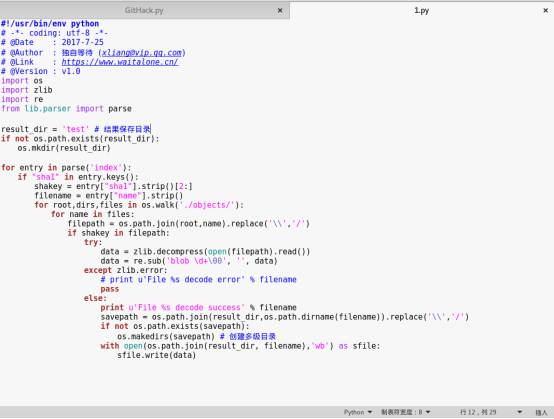 GitHack.py × 1.py ×
#!/usr/bin/env python
# -*- coding: utf-8 -*-
# @Date    : 2017-7-25
# @Author  : 独自等待 (xliang@vip.qq.com)
# @Link    : https://www.waitalone.cn/
# @Version : v1.0
import os
import zlib
import re
from lib.parser import parse

result_dir = 'test' # 结果保存目录
if not os.path.exists(result_dir):
    os.mkdir(result_dir)

for entry in parse('index'):
    if "sha1" in entry.keys():
        shakey = entry["sha1"].strip()[2:]
        filename = entry["name"].strip()
        for root,dirs,files in os.walk('./objects/'):
            for name in files:
                filepath = os.path.join(root,name).replace('\\','/')
                if shakey in filepath:
                    try:
                        data = zlib.decompress(open(filepath).read())
                        data = re.sub('blob \d+\00', '', data)
                    except zlib.error:
                        # print u'File %s decode error' % filename
                        pass
                    else:
                        print u'File %s decode success' % filename
                        savepath = os.path.join(result_dir,os.path.dirname(filename)).replace('\\','/')
                        if not os.path.exists(savepath):
                            os.makedirs(savepath) # 创建多级目录
                        with open(os.path.join(result_dir, filename),'wb') as sfile:
                            sfile.write(data)
Python 制表符宽度：8 行 12，列 29 插入